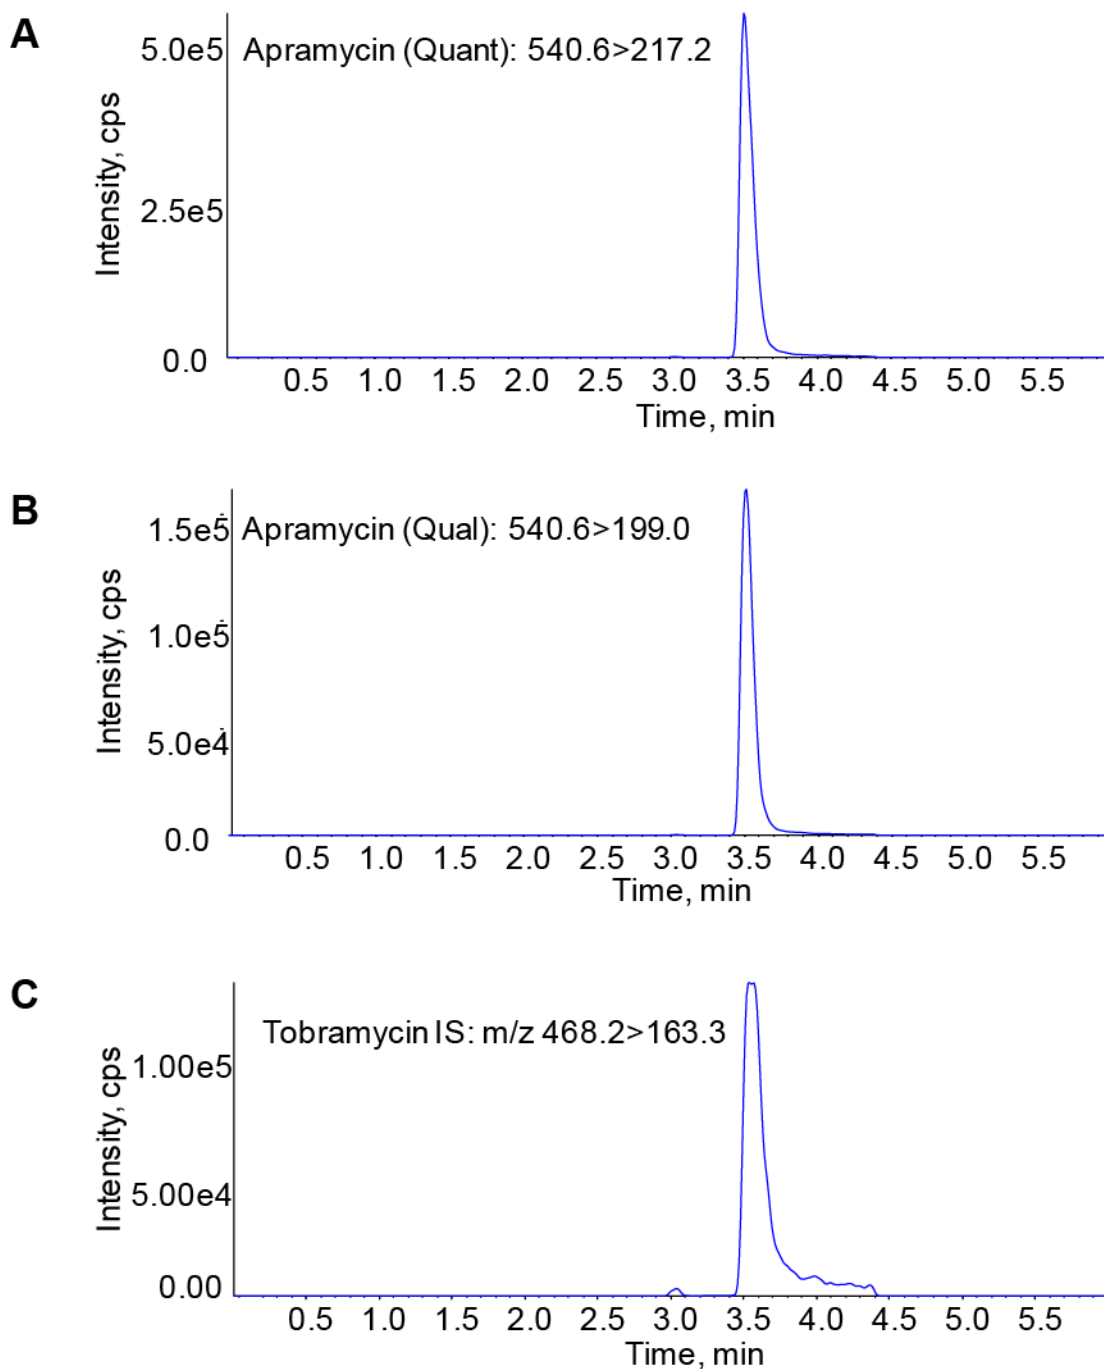 A
Intensity, cps
5.0e5
Apramycin (Quant): 540.6>217.2
2.5e5
0.0
0.5 1.0 1.5 2.0 2.5 3.0 3.5 4.0 4.5 5.0 5.5
Time, min
B
Intensity, cps
1.5e5
Apramycin (Qual): 540.6>199.0
1.0e5
5.0e4
0.0
0.5 1.0 1.5 2.0 2.5 3.0 3.5 4.0 4.5 5.0 5.5
Time, min
C
Intensity, cps
Tobramycin IS: m/z 468.2>163.3
1.00e5
5.00e4
0.00
0.5 1.0 1.5 2.0 2.5 3.0 3.5 4.0 4.5 5.0 5.5
Time, min